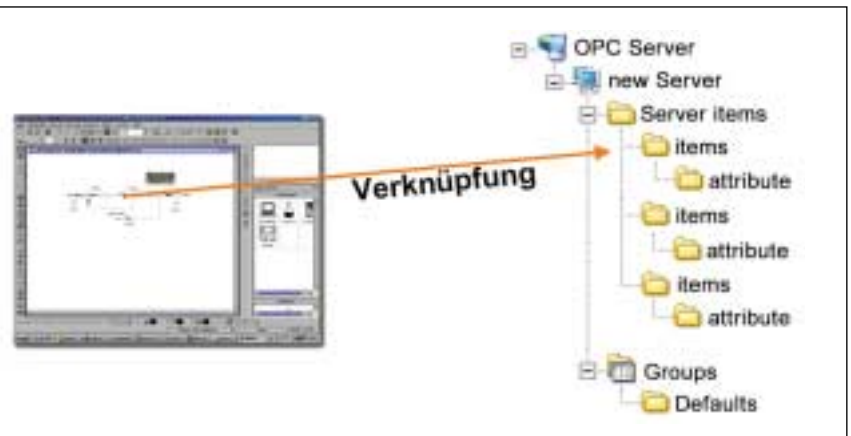 OPC Server
new Server
Server items
items
attribute
items
attribute
items
attribute
Groups
Defaults
Verknüpfung